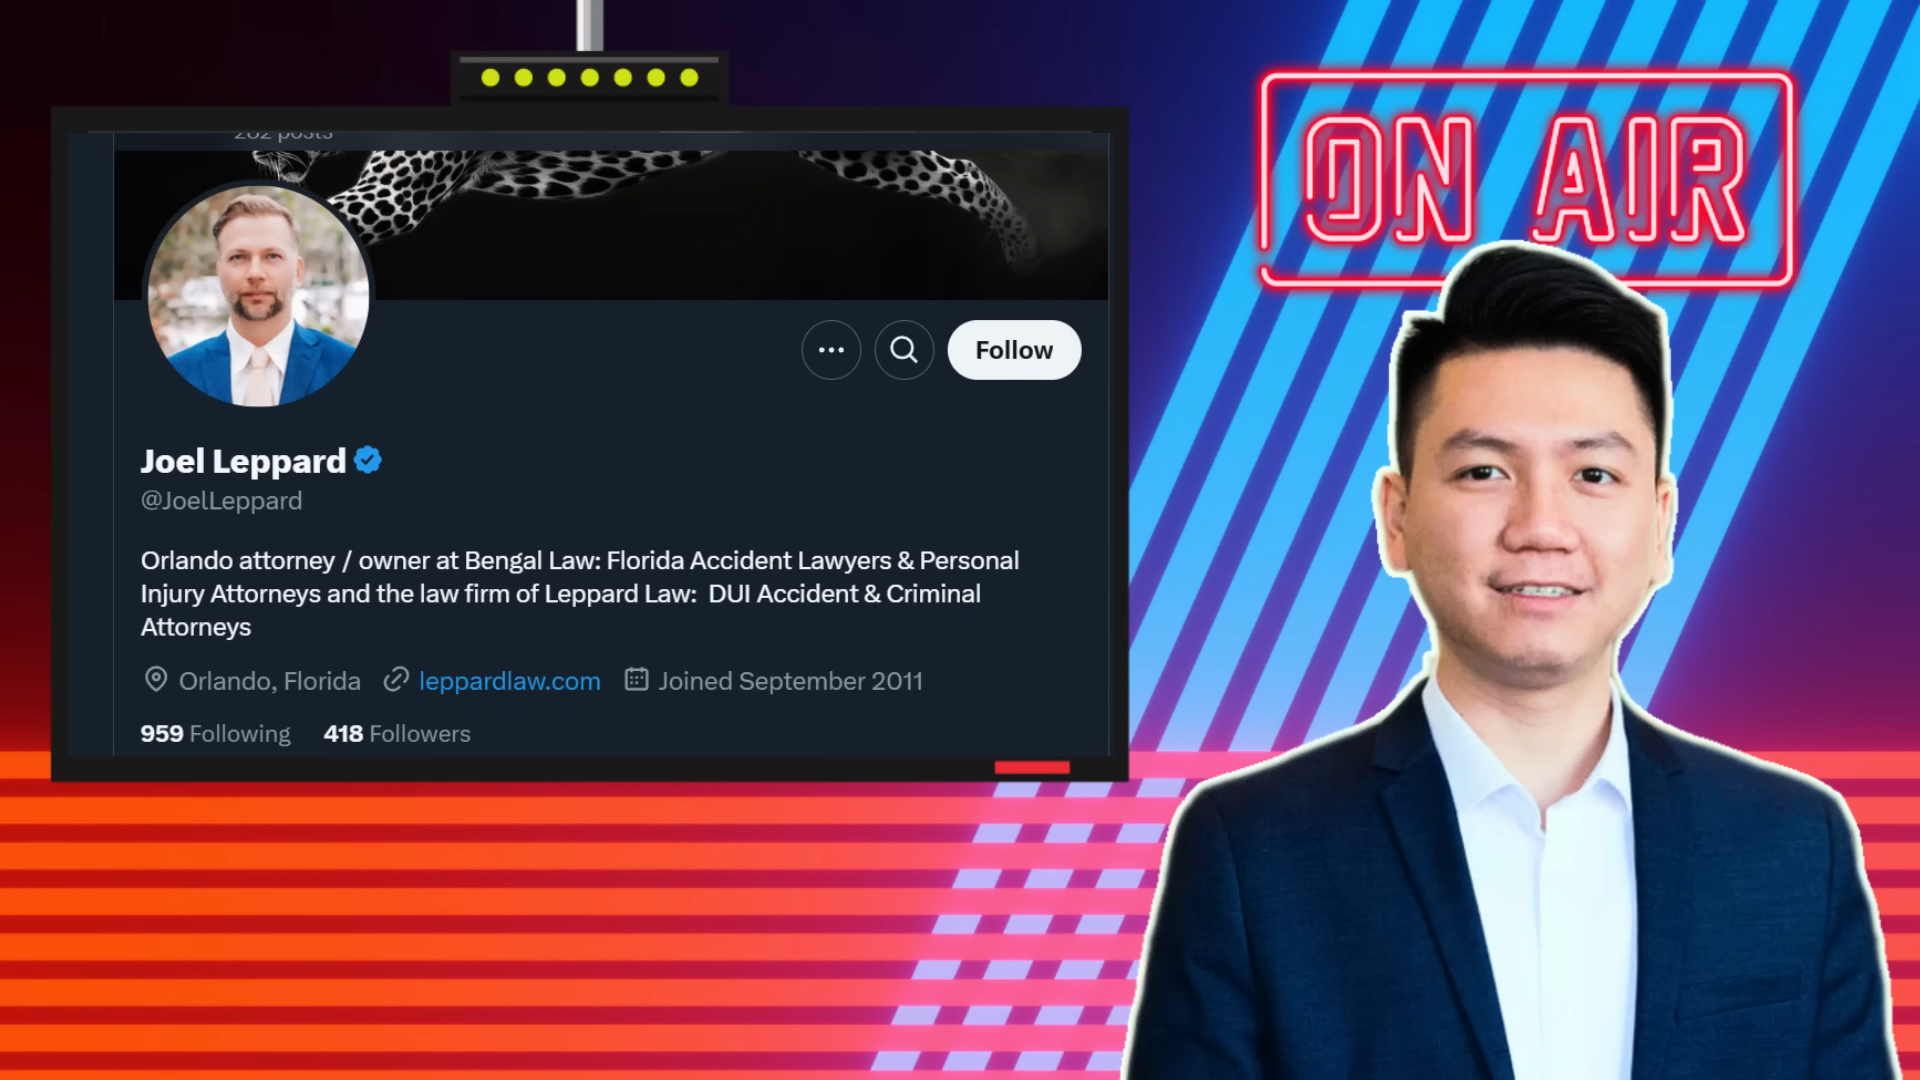 282 posts
ON AIR
Follow
Joel Leppard
@JoelLeppard
Orlando attorney / owner at Bengal Law: Florida Accident Lawyers & Personal
Injury Attorneys and the law firm of Leppard Law:  DUI Accident & Criminal
Attorneys
Orlando, Florida leppardlaw.com Joined September 2011
959 Following 418 Followers